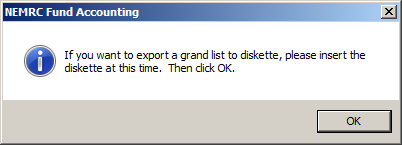 NEMRC Fund Accounting
If you want to export a grand list to diskette, please insert the
diskette at this time.  Then click OK.
OK